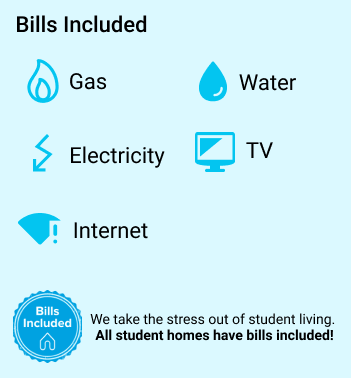 Bills Included
Gas
Water
Electricity
TV
Internet
Bills
Included
We take the stress out of student living.
All student homes have bills included!